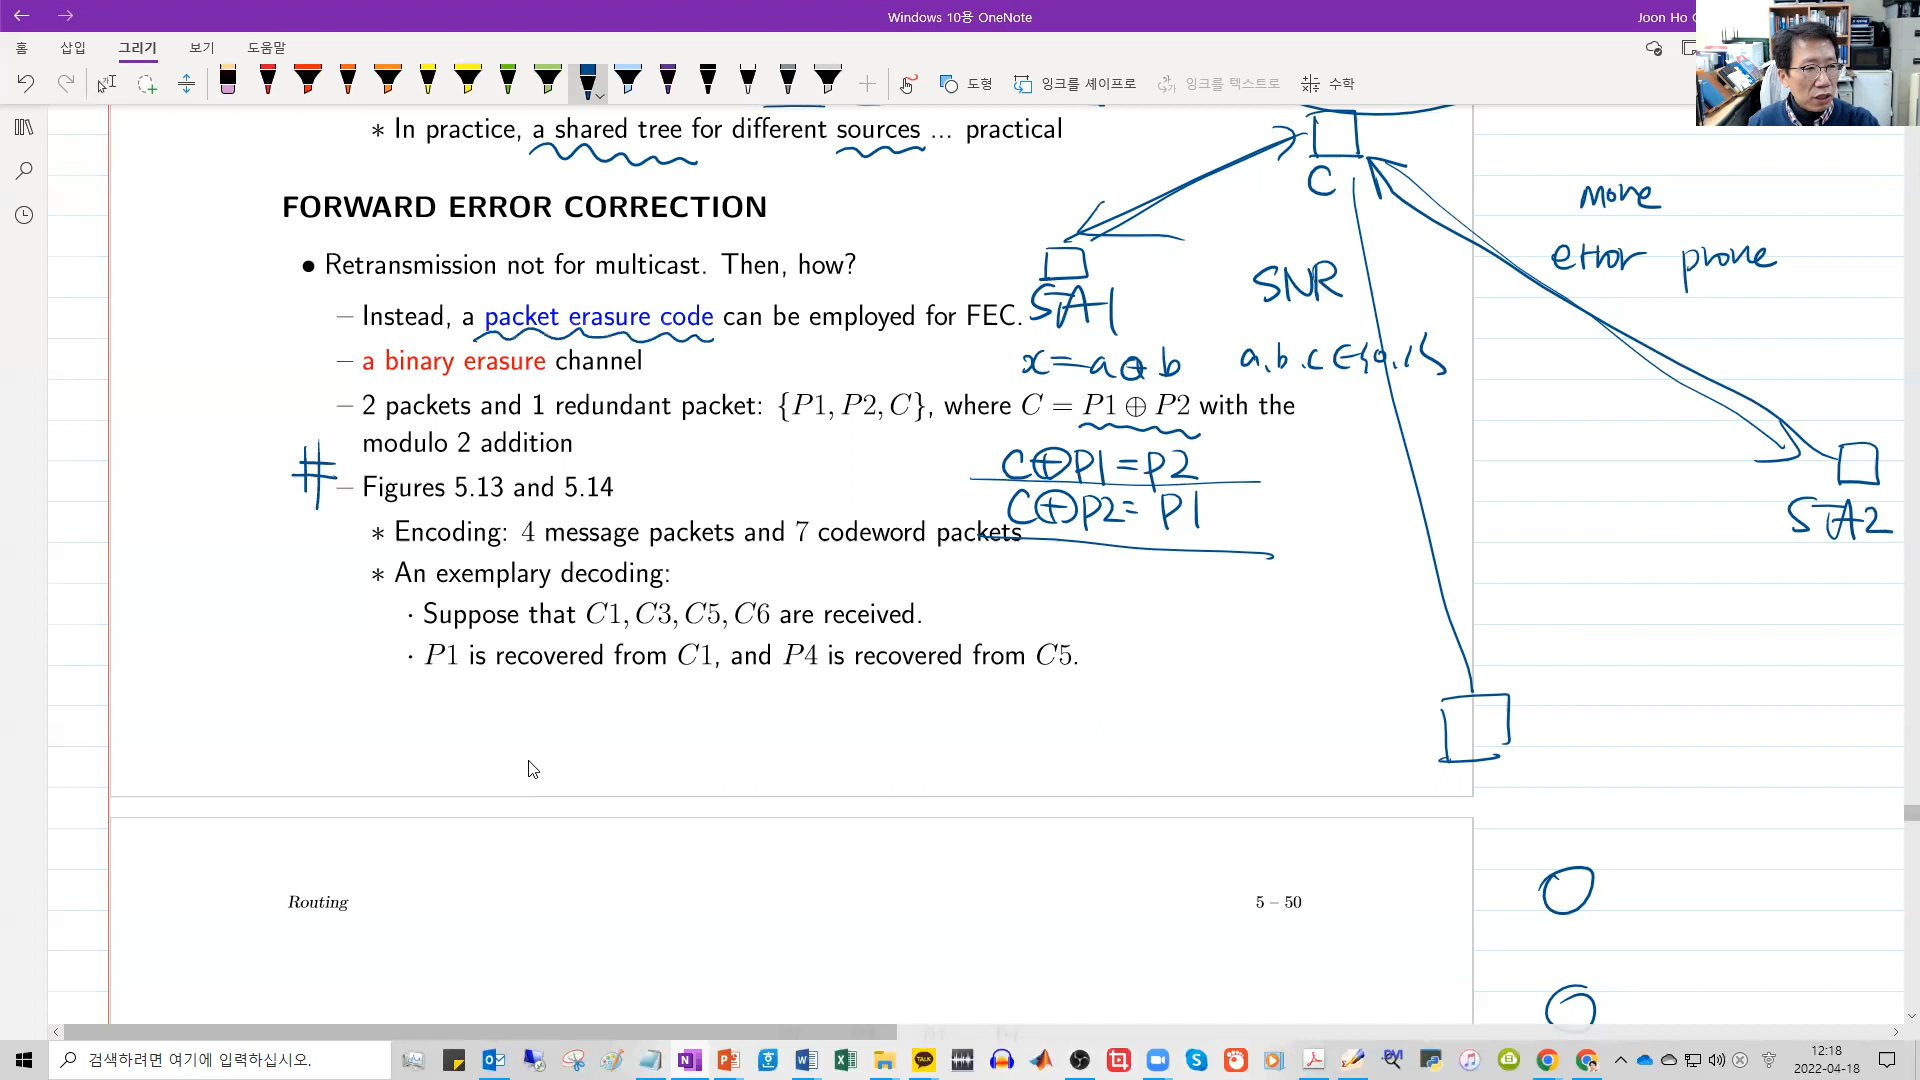 Windows 10용 OneNote
Joon Ho C
홈 삽입 그리기 보기 도움말
도형 잉크를 셰이프로 잉크를 텍스트로 수학
∗ In practice, a shared tree for different sources ... practical
C
more
error prone
FORWARD ERROR CORRECTION
● Retransmission not for multicast. Then, how?
SNR
– Instead, a packet erasure code can be employed for FEC.
STA1
– a binary erasure channel
x = a ⊕ b a, b, c ∈ {0, 1}
– 2 packets and 1 redundant packet: {P1, P2, C}, where C = P1 ⊕ P2 with the
modulo 2 addition
C ⊕ P1 = P2
– Figures 5.13 and 5.14
C ⊕ P2 = P1
STA2
∗ Encoding: 4 message packets and 7 codeword packets
∗ An exemplary decoding:
· Suppose that C1, C3, C5, C6 are received.
· P1 is recovered from C1, and P4 is recovered from C5.
Routing 5 – 50
검색하려면 여기에 입력하십시오.
12:18
2022-04-18